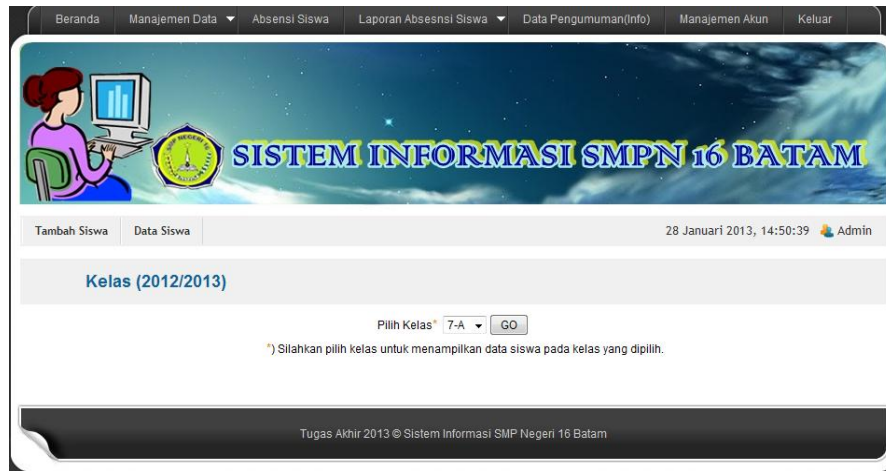 Beranda Manajemen Data Absensi Siswa Laporan Absesnsi Siswa Data Pengumuman(Info) Manajemen Akun Keluar
SMP NEGERI 16
SISTEM INFORMASI SMPN 16 BATAM
Tambah Siswa Data Siswa 28 Januari 2013, 14:50:39 Admin
Kelas (2012/2013)
Pilih Kelas* 7-A GO
*) Silahkan pilih kelas untuk menampilkan data siswa pada kelas yang dipilih.
Tugas Akhir 2013 © Sistem Informasi SMP Negeri 16 Batam